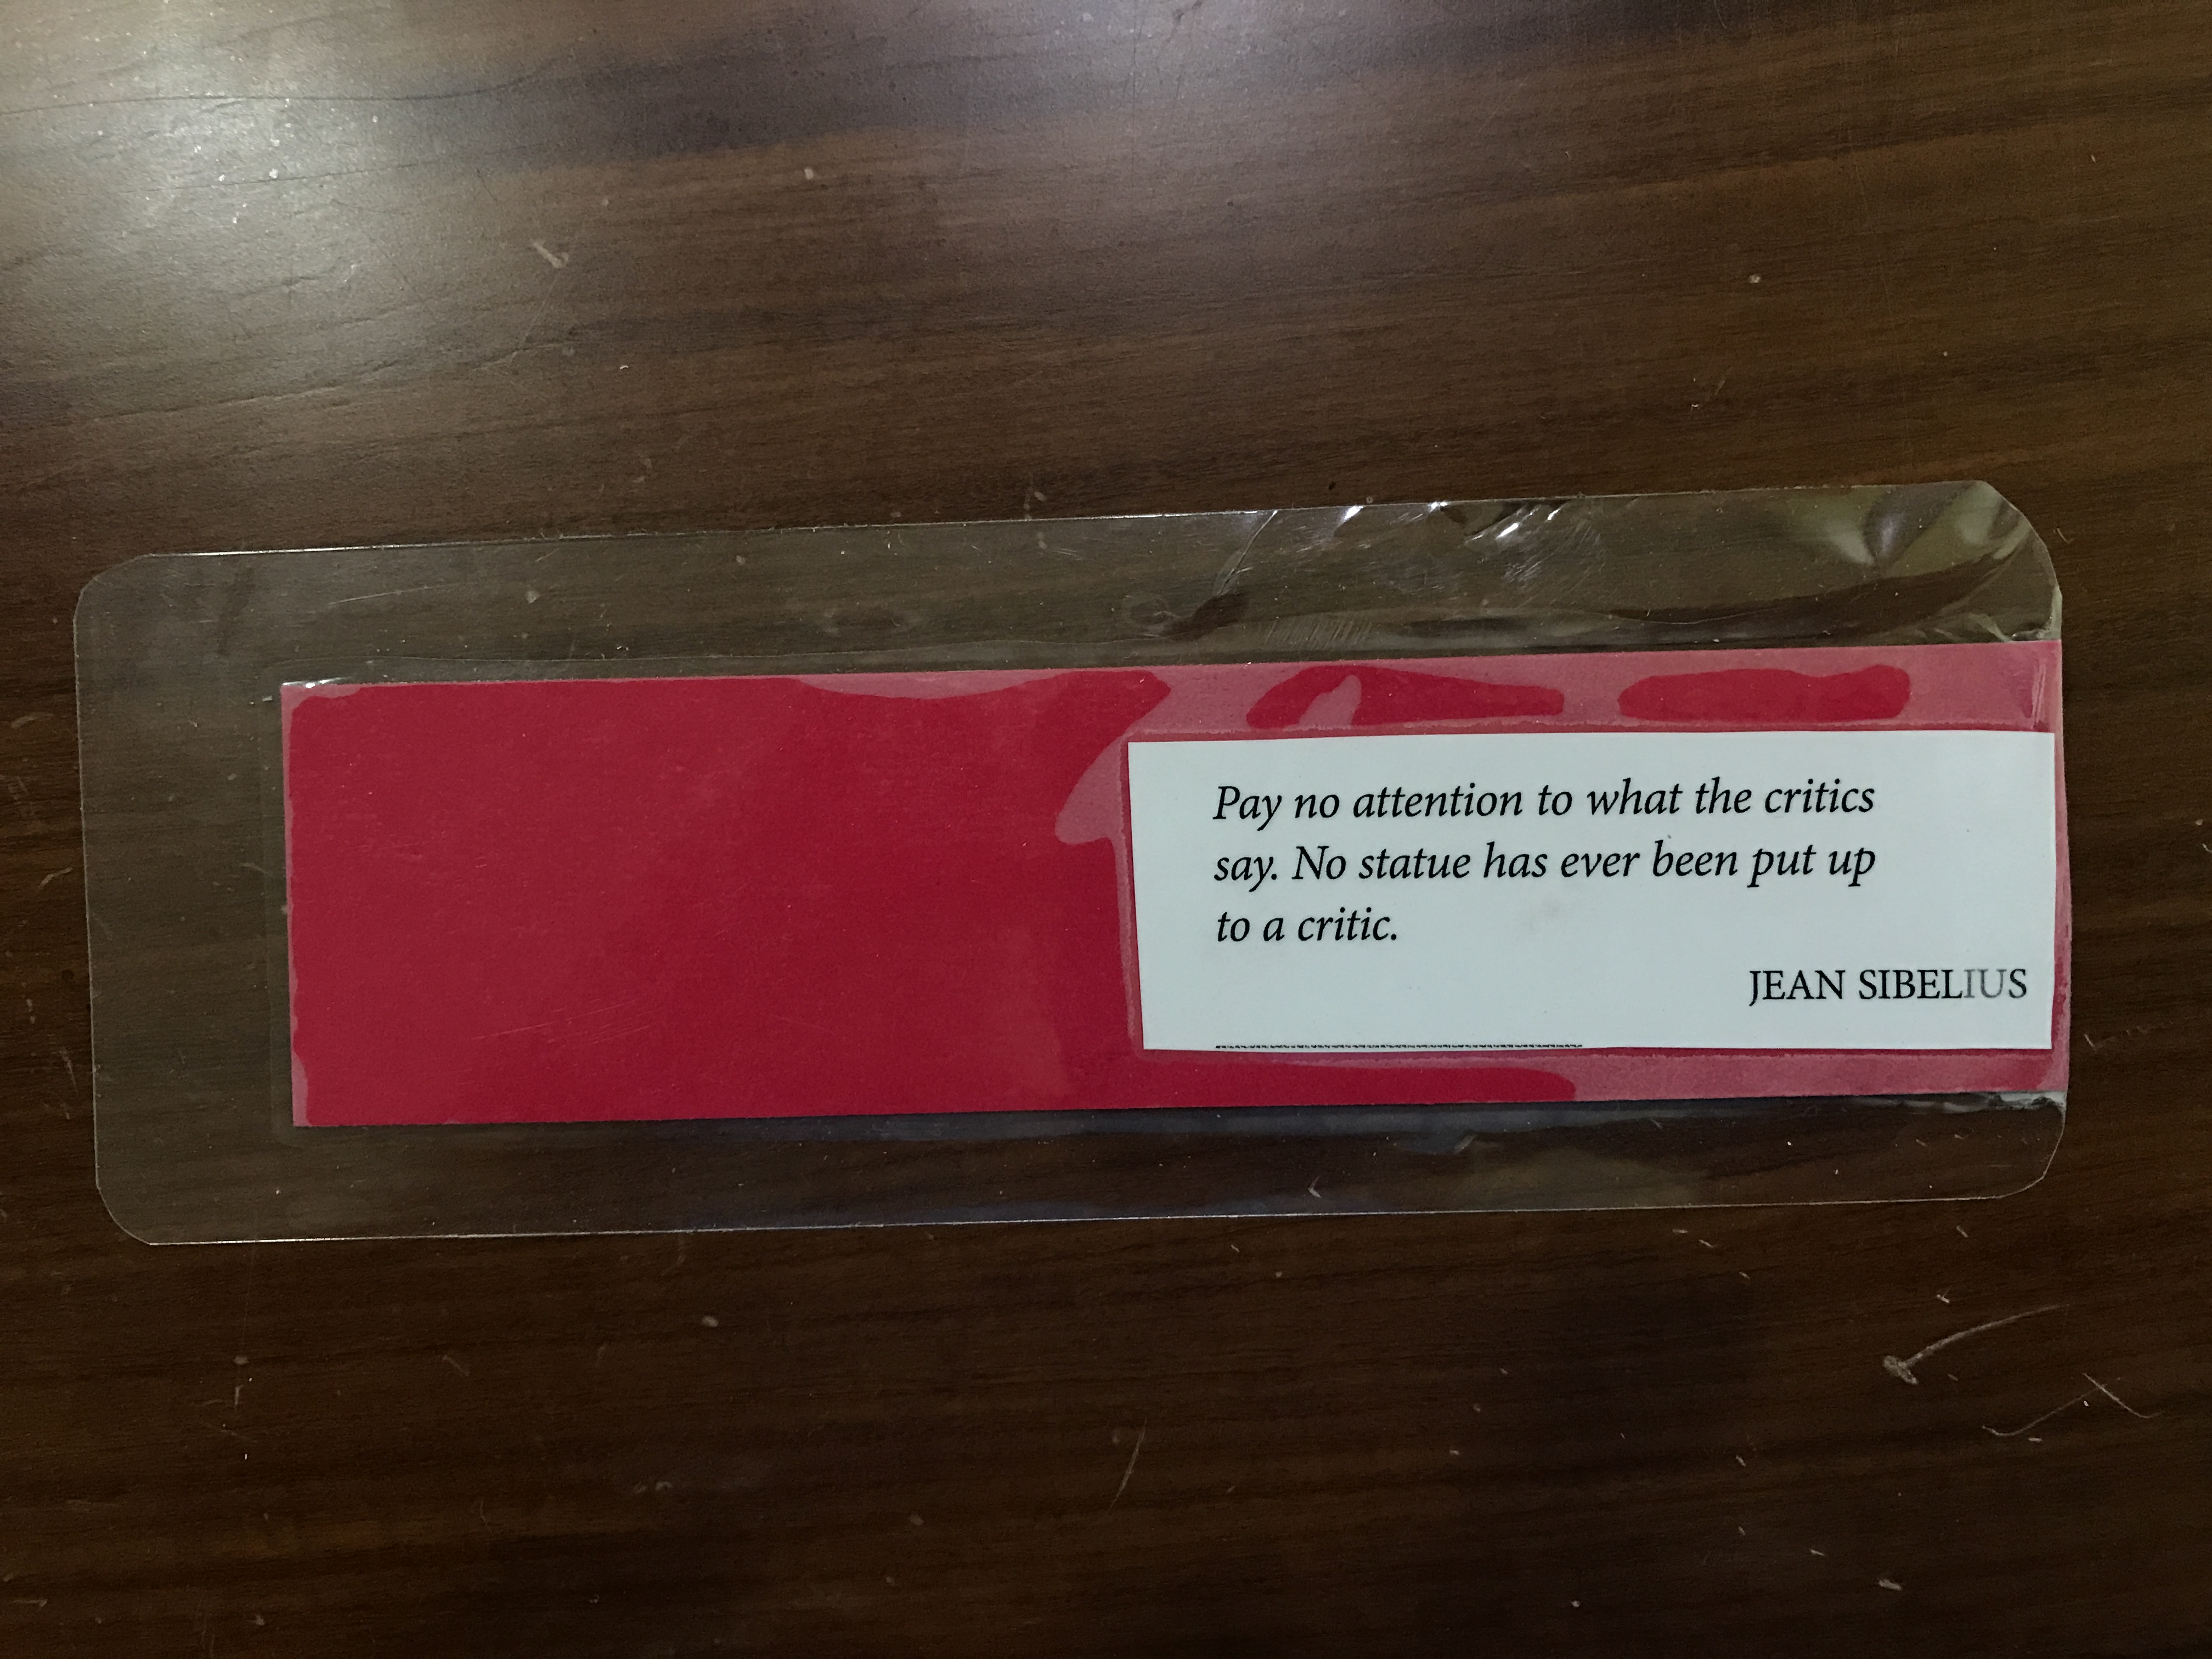 Pay no attention to what the critics
say. No statue has ever been put up
to a critic.
JEAN SIBELIUS